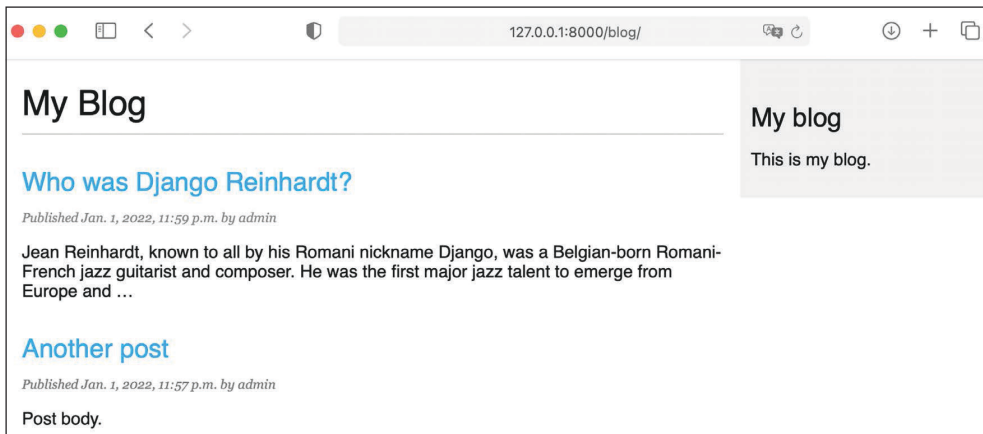 127.0.0.1:8000/blog/
My Blog
Who was Django Reinhardt?
Published Jan. 1, 2022, 11:59 p.m. by admin
Jean Reinhardt, known to all by his Romani nickname Django, was a Belgian-born Romani-
French jazz guitarist and composer. He was the first major jazz talent to emerge from
Europe and …
Another post
Published Jan. 1, 2022, 11:57 p.m. by admin
Post body.
My blog
This is my blog.